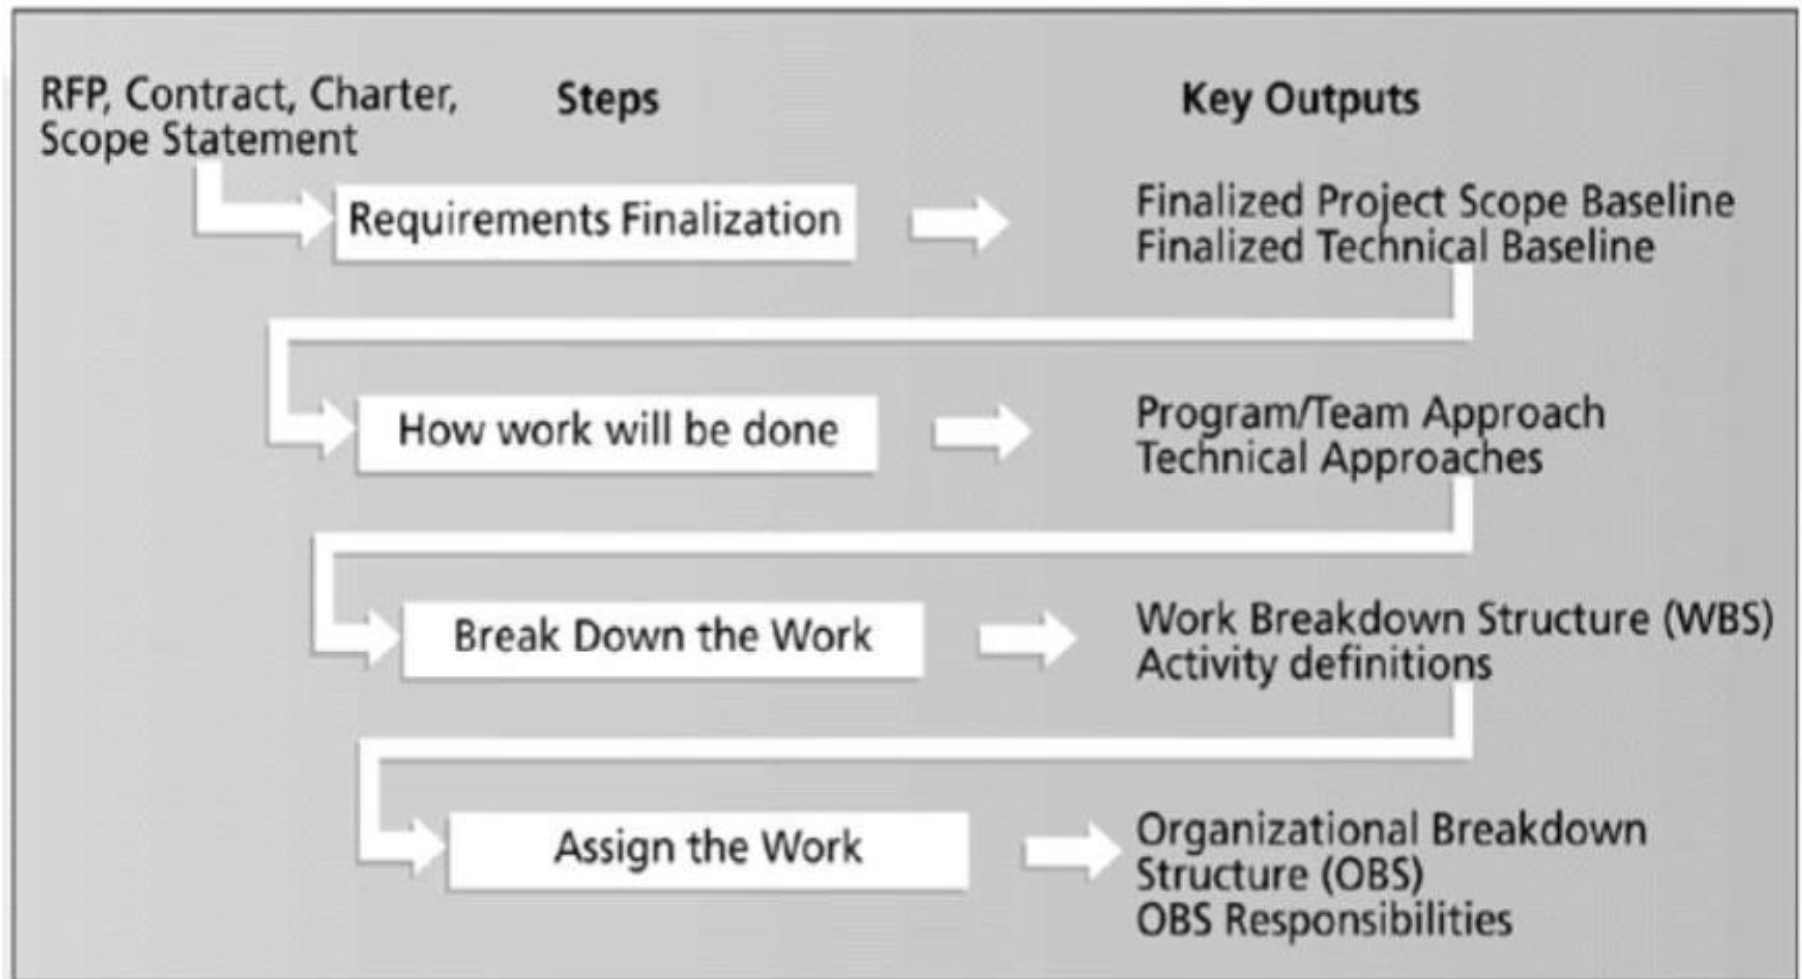 RFP, Contract, Charter,
Scope Statement
Steps
Key Outputs
Requirements Finalization
Finalized Project Scope Baseline
Finalized Technical Baseline
How work will be done
Program/Team Approach
Technical Approaches
Break Down the Work
Work Breakdown Structure (WBS)
Activity definitions
Assign the Work
Organizational Breakdown
Structure (OBS)
OBS Responsibilities